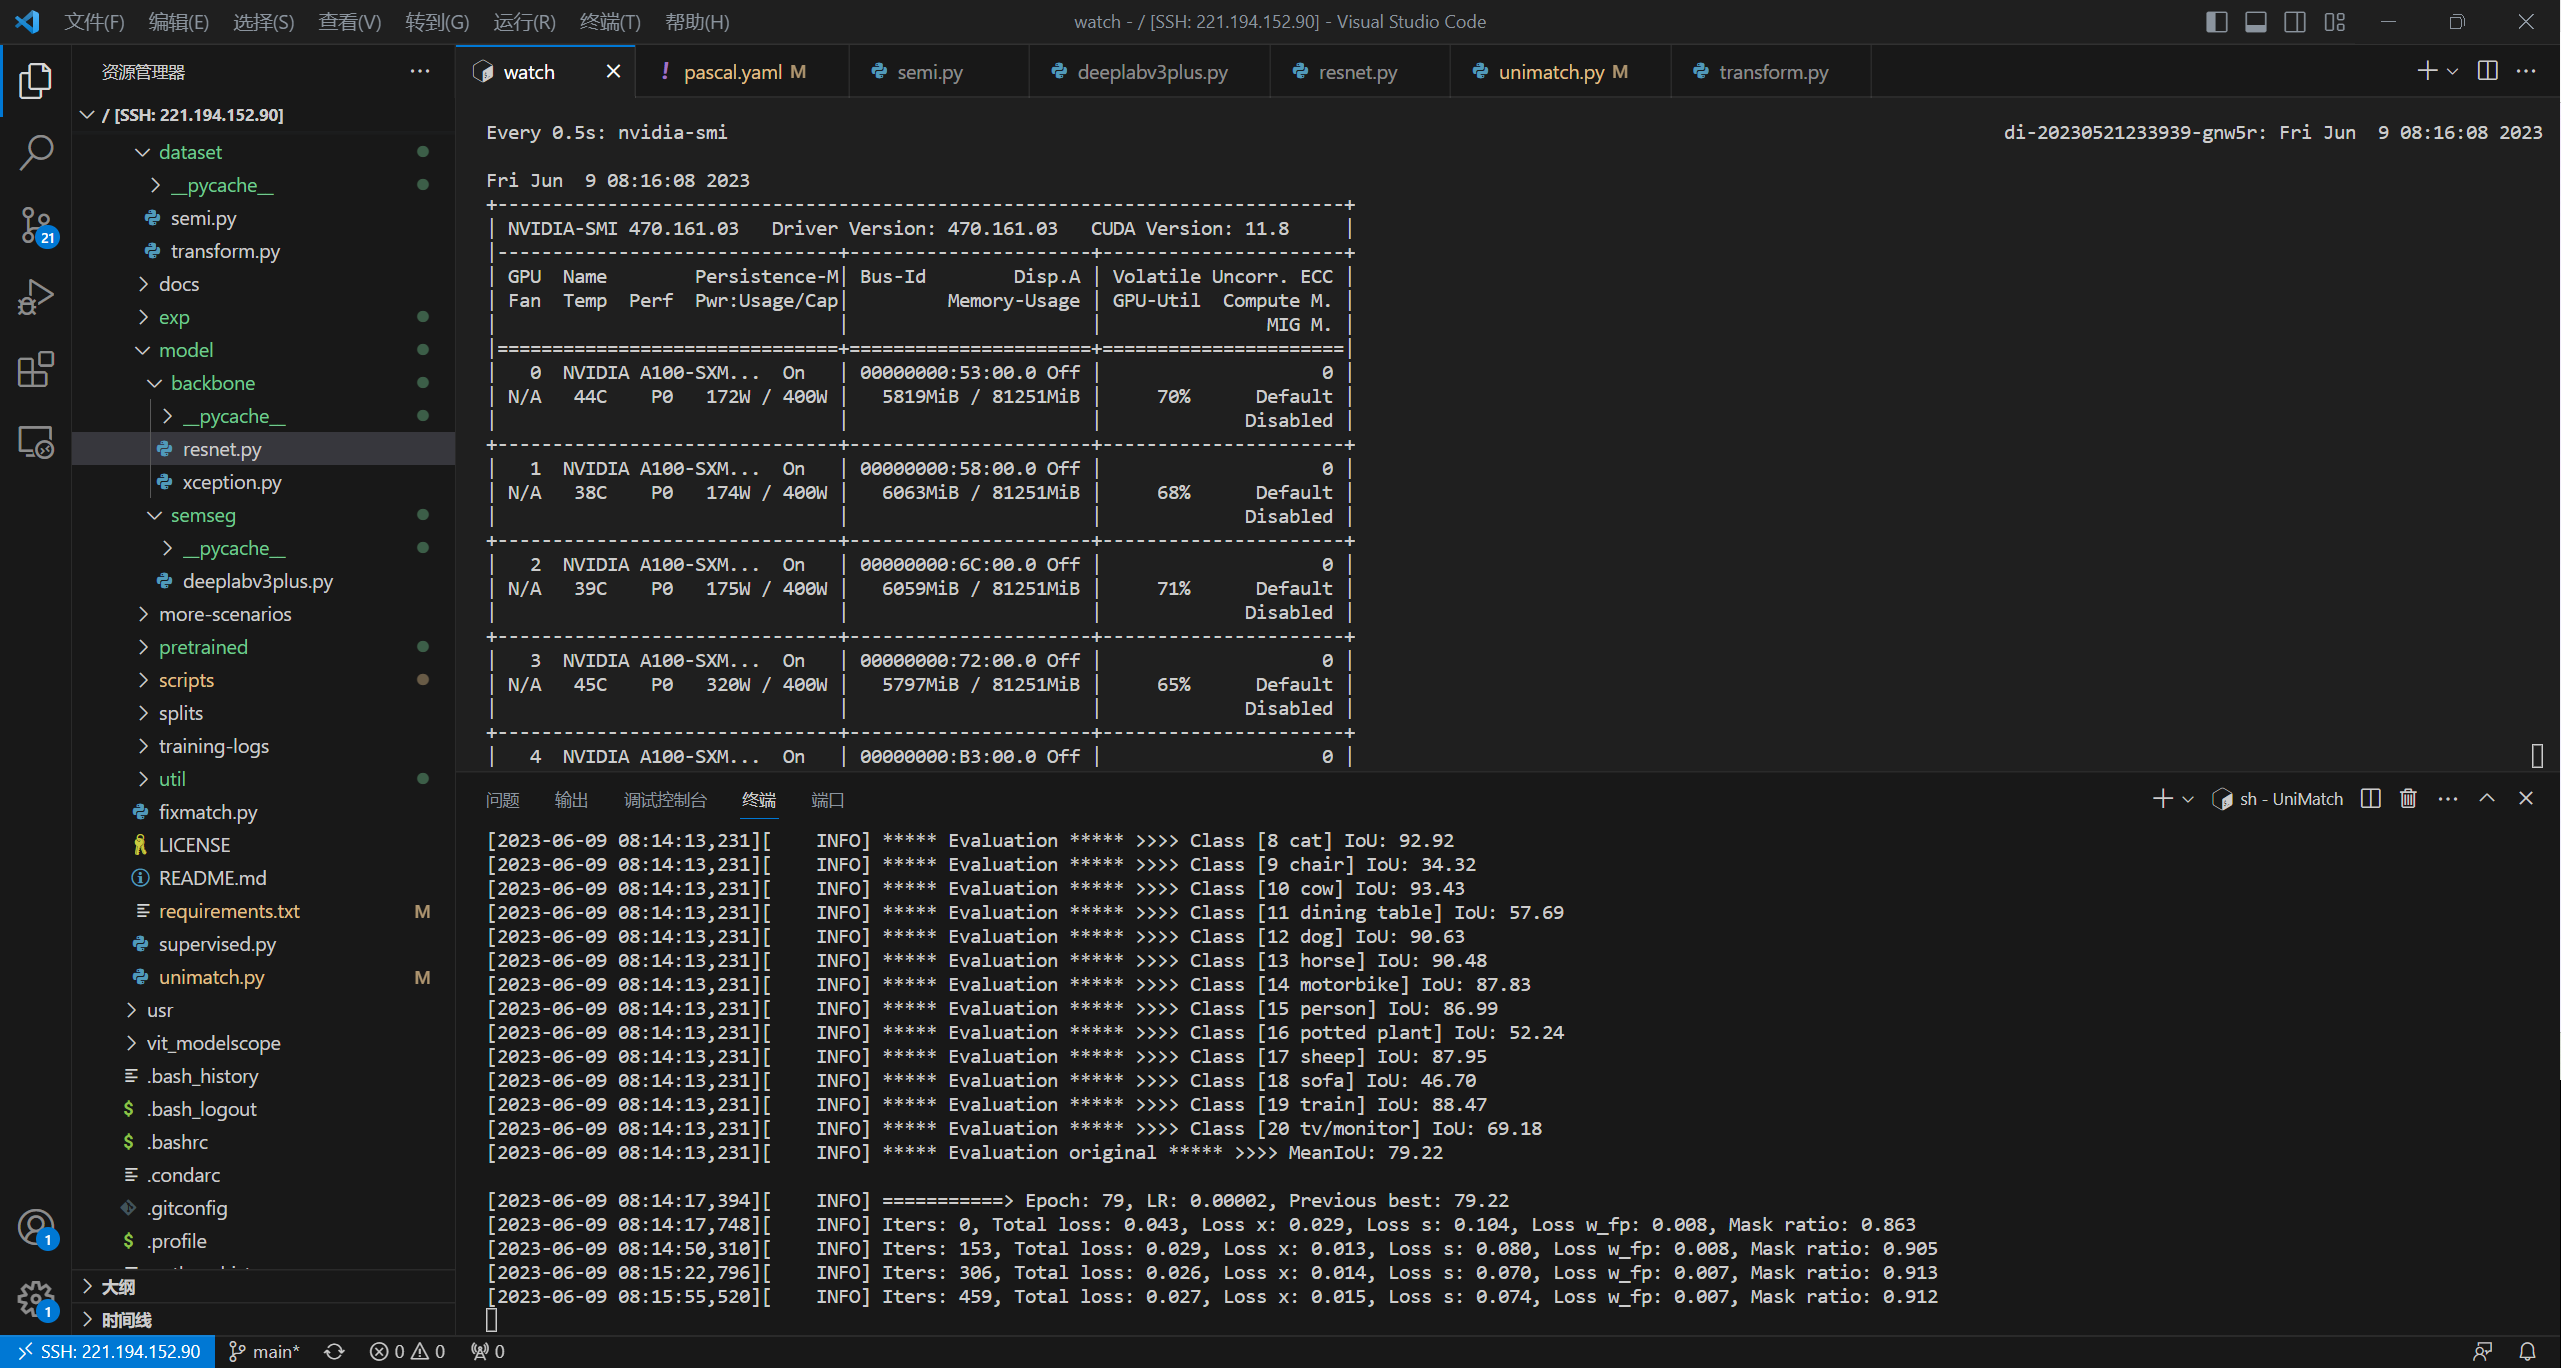 文件(F) 编辑(E) 选择(S) 查看(V) 转到(G) 运行(R) 终端(T) 帮助(H) watch - / [SSH: 221.194.152.90] - Visual Studio Code
资源管理器 ···
/ [SSH: 221.194.152.90]
dataset
__pycache__
semi.py
transform.py
docs
exp
model
backbone
__pycache__
resnet.py
xception.py
semseg
__pycache__
deeplabv3plus.py
more-scenarios
pretrained
scripts
splits
training-logs
util
fixmatch.py
LICENSE
README.md
requirements.txt M
supervised.py
unimatch.py M
usr
vit_modelscope
.bash_history
.bash_logout
.bashrc
.condarc
.gitconfig
.profile
大纲
时间线
21
1
1
watch pascal.yaml M semi.py deeplabv3plus.py resnet.py unimatch.py M transform.py
Every 0.5s: nvidia-smi di-20230521233939-gnw5r: Fri Jun  9 08:16:08 2023
Fri Jun  9 08:16:08 2023
+-----------------------------------------------------------------------------+
| NVIDIA-SMI 470.161.03   Driver Version: 470.161.03   CUDA Version: 11.8     |
|-------------------------------+----------------------+----------------------+
| GPU  Name        Persistence-M| Bus-Id        Disp.A | Volatile Uncorr. ECC |
| Fan  Temp  Perf  Pwr:Usage/Cap|         Memory-Usage | GPU-Util  Compute M. |
|                               |                      |               MIG M. |
|===============================+======================+======================|
|   0  NVIDIA A100-SXM...  On   | 00000000:53:00.0 Off |                    0 |
| N/A   44C    P0   172W / 400W |   5819MiB / 81251MiB |     70%      Default |
|                               |                      |             Disabled |
+-------------------------------+----------------------+----------------------+
|   1  NVIDIA A100-SXM...  On   | 00000000:58:00.0 Off |                    0 |
| N/A   38C    P0   174W / 400W |   6063MiB / 81251MiB |     68%      Default |
|                               |                      |             Disabled |
+-------------------------------+----------------------+----------------------+
|   2  NVIDIA A100-SXM...  On   | 00000000:6C:00.0 Off |                    0 |
| N/A   39C    P0   175W / 400W |   6059MiB / 81251MiB |     71%      Default |
|                               |                      |             Disabled |
+-------------------------------+----------------------+----------------------+
|   3  NVIDIA A100-SXM...  On   | 00000000:72:00.0 Off |                    0 |
| N/A   45C    P0   320W / 400W |   5797MiB / 81251MiB |     65%      Default |
|                               |                      |             Disabled |
+-------------------------------+----------------------+----------------------+
|   4  NVIDIA A100-SXM...  On   | 00000000:B3:00.0 Off |                    0 |
问题 输出 调试控制台 终端 端口 sh - UniMatch
[2023-06-09 08:14:13,231][    INFO] ***** Evaluation ***** >>>> Class [8 cat] IoU: 92.92
[2023-06-09 08:14:13,231][    INFO] ***** Evaluation ***** >>>> Class [9 chair] IoU: 34.32
[2023-06-09 08:14:13,231][    INFO] ***** Evaluation ***** >>>> Class [10 cow] IoU: 93.43
[2023-06-09 08:14:13,231][    INFO] ***** Evaluation ***** >>>> Class [11 dining table] IoU: 57.69
[2023-06-09 08:14:13,231][    INFO] ***** Evaluation ***** >>>> Class [12 dog] IoU: 90.63
[2023-06-09 08:14:13,231][    INFO] ***** Evaluation ***** >>>> Class [13 horse] IoU: 90.48
[2023-06-09 08:14:13,231][    INFO] ***** Evaluation ***** >>>> Class [14 motorbike] IoU: 87.83
[2023-06-09 08:14:13,231][    INFO] ***** Evaluation ***** >>>> Class [15 person] IoU: 86.99
[2023-06-09 08:14:13,231][    INFO] ***** Evaluation ***** >>>> Class [16 potted plant] IoU: 52.24
[2023-06-09 08:14:13,231][    INFO] ***** Evaluation ***** >>>> Class [17 sheep] IoU: 87.95
[2023-06-09 08:14:13,231][    INFO] ***** Evaluation ***** >>>> Class [18 sofa] IoU: 46.70
[2023-06-09 08:14:13,231][    INFO] ***** Evaluation ***** >>>> Class [19 train] IoU: 88.47
[2023-06-09 08:14:13,231][    INFO] ***** Evaluation ***** >>>> Class [20 tv/monitor] IoU: 69.18
[2023-06-09 08:14:13,231][    INFO] ***** Evaluation original ***** >>>> MeanIoU: 79.22
[2023-06-09 08:14:17,394][    INFO] ===========> Epoch: 79, LR: 0.00002, Previous best: 79.22
[2023-06-09 08:14:17,748][    INFO] Iters: 0, Total loss: 0.043, Loss x: 0.029, Loss s: 0.104, Loss w_fp: 0.008, Mask ratio: 0.863
[2023-06-09 08:14:50,310][    INFO] Iters: 153, Total loss: 0.029, Loss x: 0.013, Loss s: 0.080, Loss w_fp: 0.008, Mask ratio: 0.905
[2023-06-09 08:15:22,796][    INFO] Iters: 306, Total loss: 0.026, Loss x: 0.014, Loss s: 0.070, Loss w_fp: 0.007, Mask ratio: 0.913
[2023-06-09 08:15:55,520][    INFO] Iters: 459, Total loss: 0.027, Loss x: 0.015, Loss s: 0.074, Loss w_fp: 0.007, Mask ratio: 0.912
SSH: 221.194.152.90 main* 0 0 0